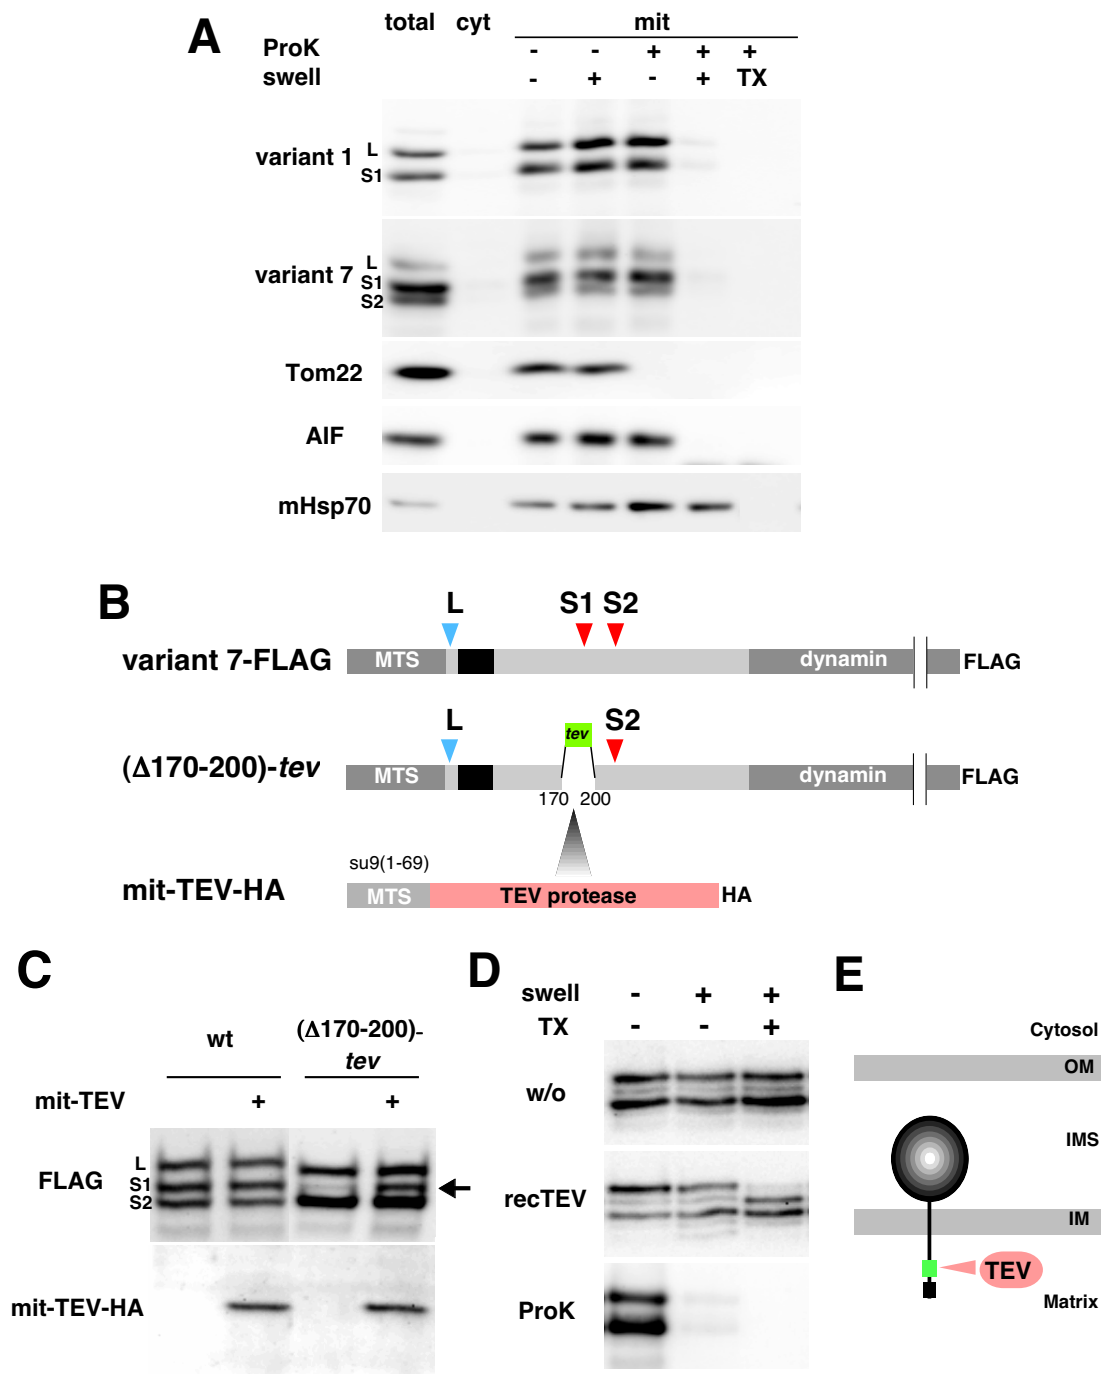 A
total cyt mit
ProK - - + + +
swell - + - + TX
variant 1 L
S1
variant 7 L
S1
S2
Tom22
AIF
mHsp70
B
L S1 S2
variant 7-FLAG MTS dynamin FLAG
L tev S2
(Δ170-200)-tev MTS dynamin FLAG
170 200
su9(1-69)
mit-TEV-HA MTS TEV protease HA
C
wt (Δ170-200)-
tev
mit-TEV + +
FLAG L
S1
S2
mit-TEV-HA
D
swell - + +
TX - - +
w/o
recTEV
ProK
E
Cytosol
OM
IMS
IM
TEV
Matrix